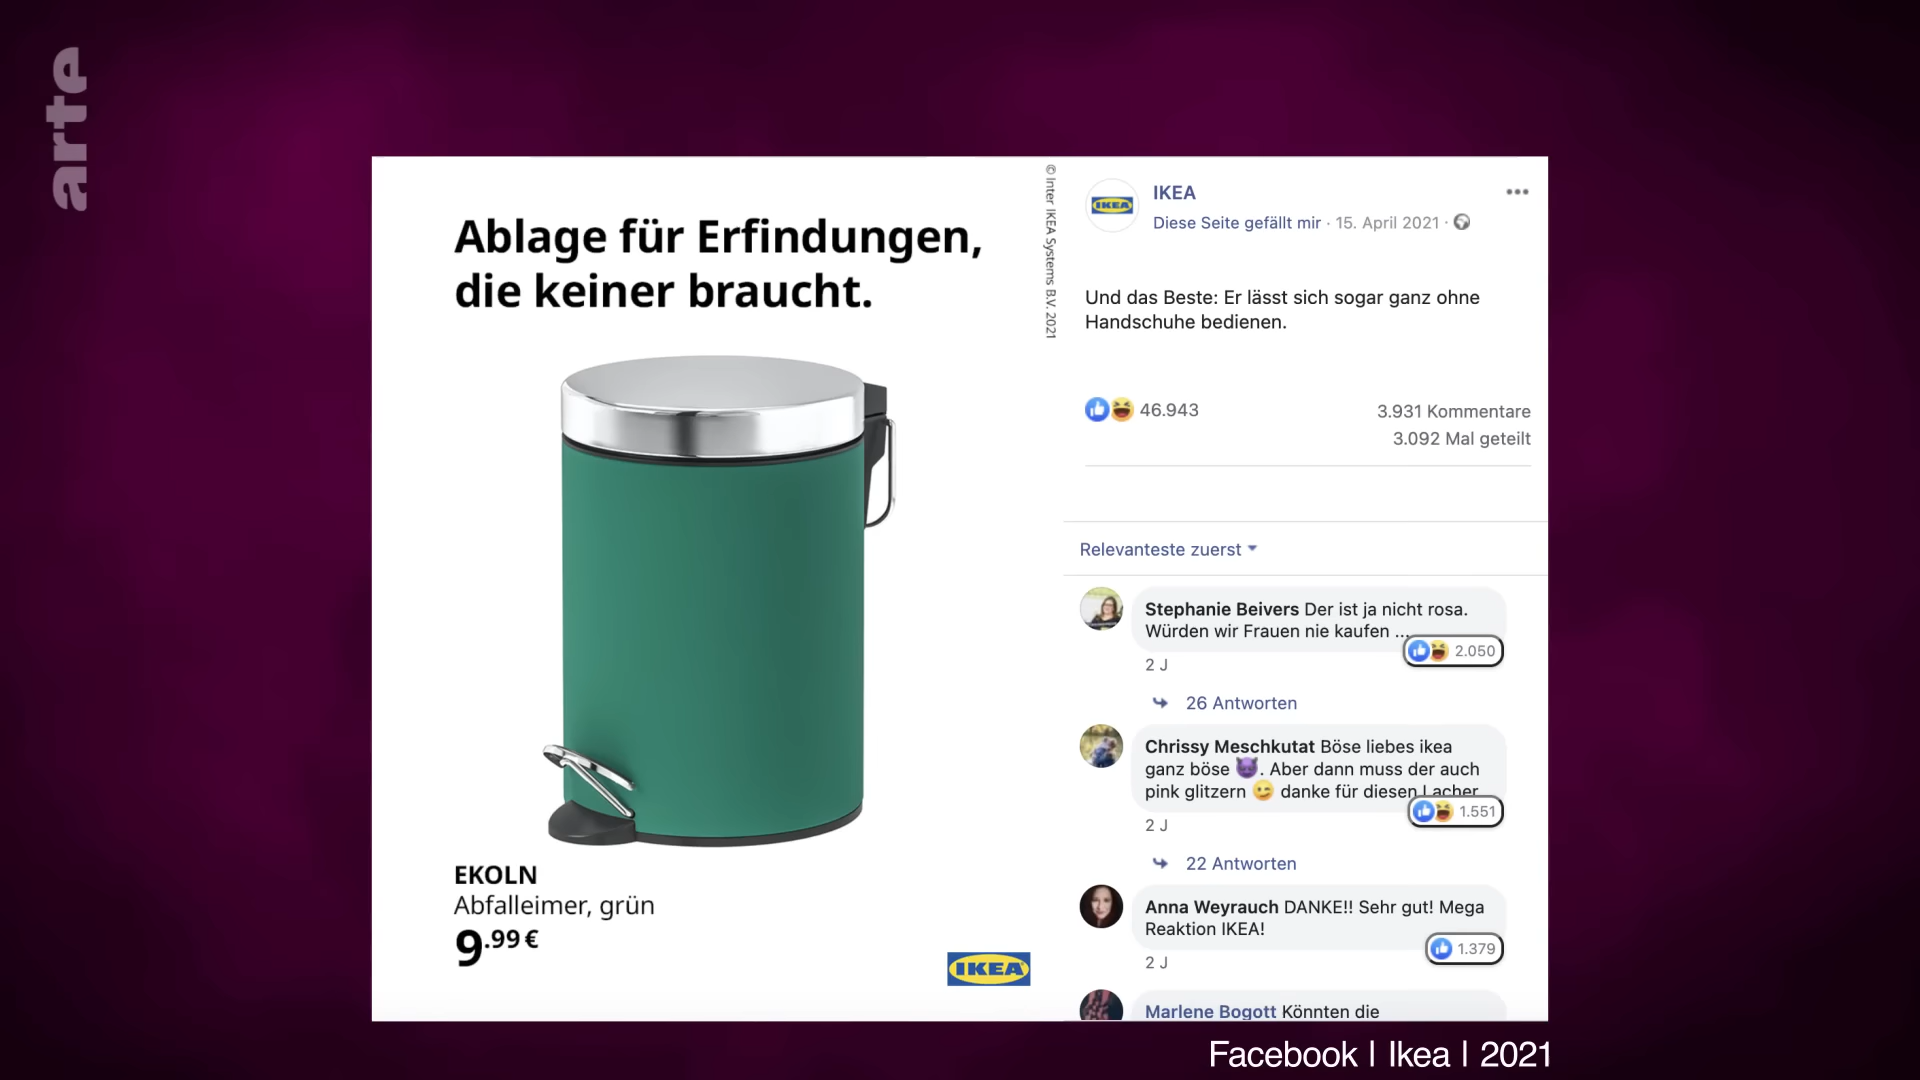 arte
Ablage für Erfindungen,
die keiner braucht.
© Inter IKEA Systems B.V. 2021
EKOLN
Abfalleimer, grün
9.99€
IKEA
IKEA
IKEA
Diese Seite gefällt mir · 15. April 2021 ·
Und das Beste: Er lässt sich sogar ganz ohne
Handschuhe bedienen.
46.943
3.931 Kommentare
3.092 Mal geteilt
Relevanteste zuerst
Stephanie Beivers Der ist ja nicht rosa.
Würden wir Frauen nie kaufen ...
2.050
2 J
26 Antworten
Chrissy Meschkutat Böse liebes ikea
ganz böse 😈. Aber dann muss der auch
pink glitzern 😉 danke für diesen Lacher
1.551
2 J
22 Antworten
Anna Weyrauch DANKE!! Sehr gut! Mega
Reaktion IKEA!
1.379
2 J
Marlene Bogott Könnten die
Facebook | Ikea | 2021